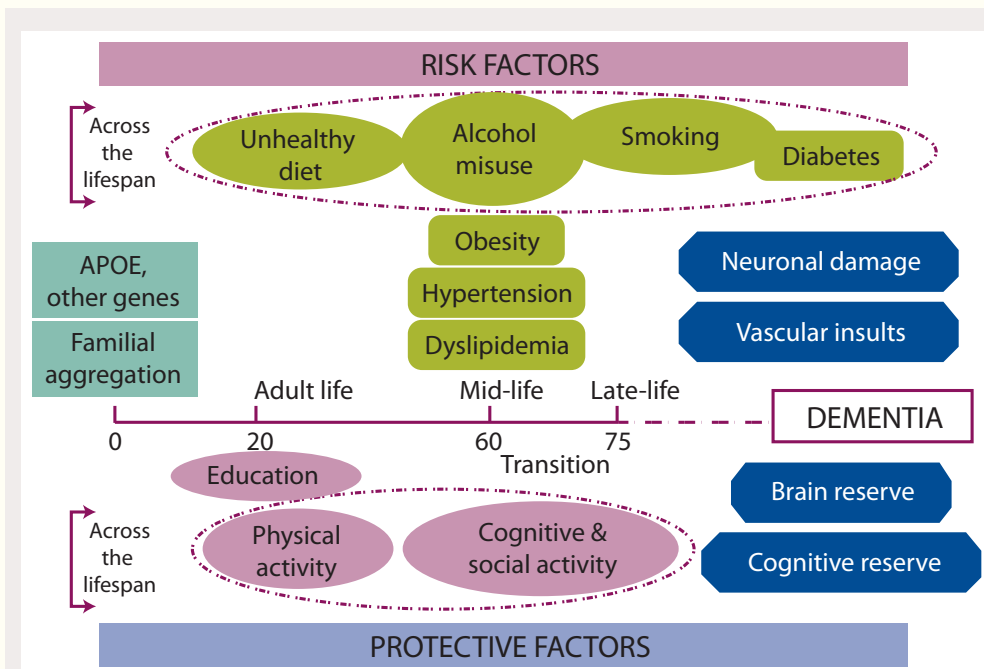 RISK FACTORS
Across
the
lifespan
Unhealthy
diet
Alcohol
misuse
Smoking
Diabetes
Obesity
Hypertension
Dyslipidemia
APOE,
other genes
Familial
aggregation
Neuronal damage
Vascular insults
Adult life
Mid-life
Late-life
0
20
60
75
Transition
DEMENTIA
Education
Across
the
lifespan
Physical
activity
Cognitive &
social activity
Brain reserve
Cognitive reserve
PROTECTIVE FACTORS